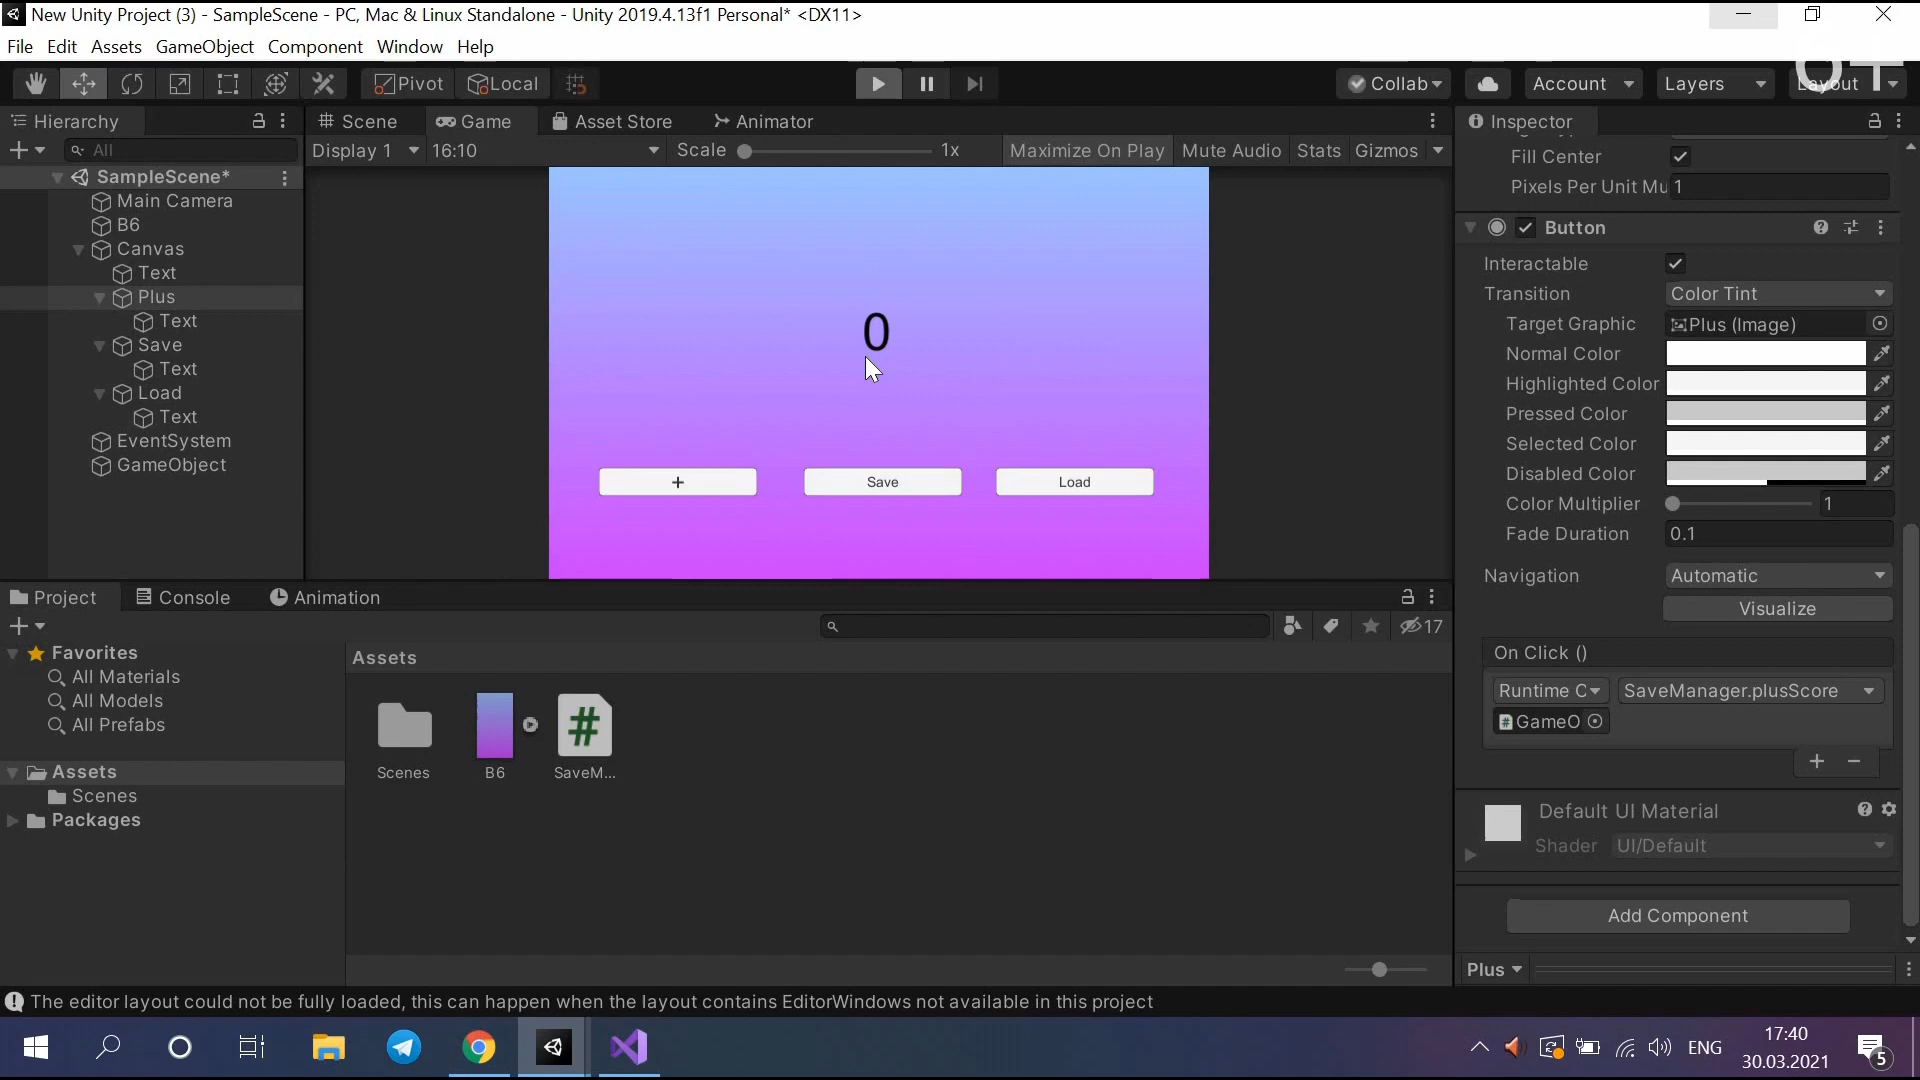 New Unity Project (3) - SampleScene - PC, Mac & Linux Standalone - Unity 2019.4.13f1 Personal* <DX11>
File Edit Assets GameObject Component Window Help
Pivot Local Collab Account Layers Layout
Hierarchy
Scene Game Asset Store Animator
Inspector
All
Display 1 16:10 Scale 1x Maximize On Play Mute Audio Stats Gizmos
SampleScene*
Main Camera
B6
Canvas
Text
Plus
Text
Save
Text
Load
Text
EventSystem
GameObject
0
+ Save Load
Fill Center
Pixels Per Unit Mu 1
Button
Interactable
Transition Color Tint
Target Graphic Plus (Image)
Normal Color
Highlighted Color
Pressed Color
Selected Color
Disabled Color
Color Multiplier 1
Fade Duration 0.1
Navigation Automatic
Visualize
On Click ()
Runtime C SaveManager.plusScore
GameO
Default UI Material
Shader UI/Default
Add Component
Plus
Project Console Animation
17
Favorites
All Materials
All Models
All Prefabs
Assets
Scenes
Packages
Assets
Scenes B6 SaveM...
The editor layout could not be fully loaded, this can happen when the layout contains EditorWindows not available in this project
ENG
17:40
30.03.2021
5